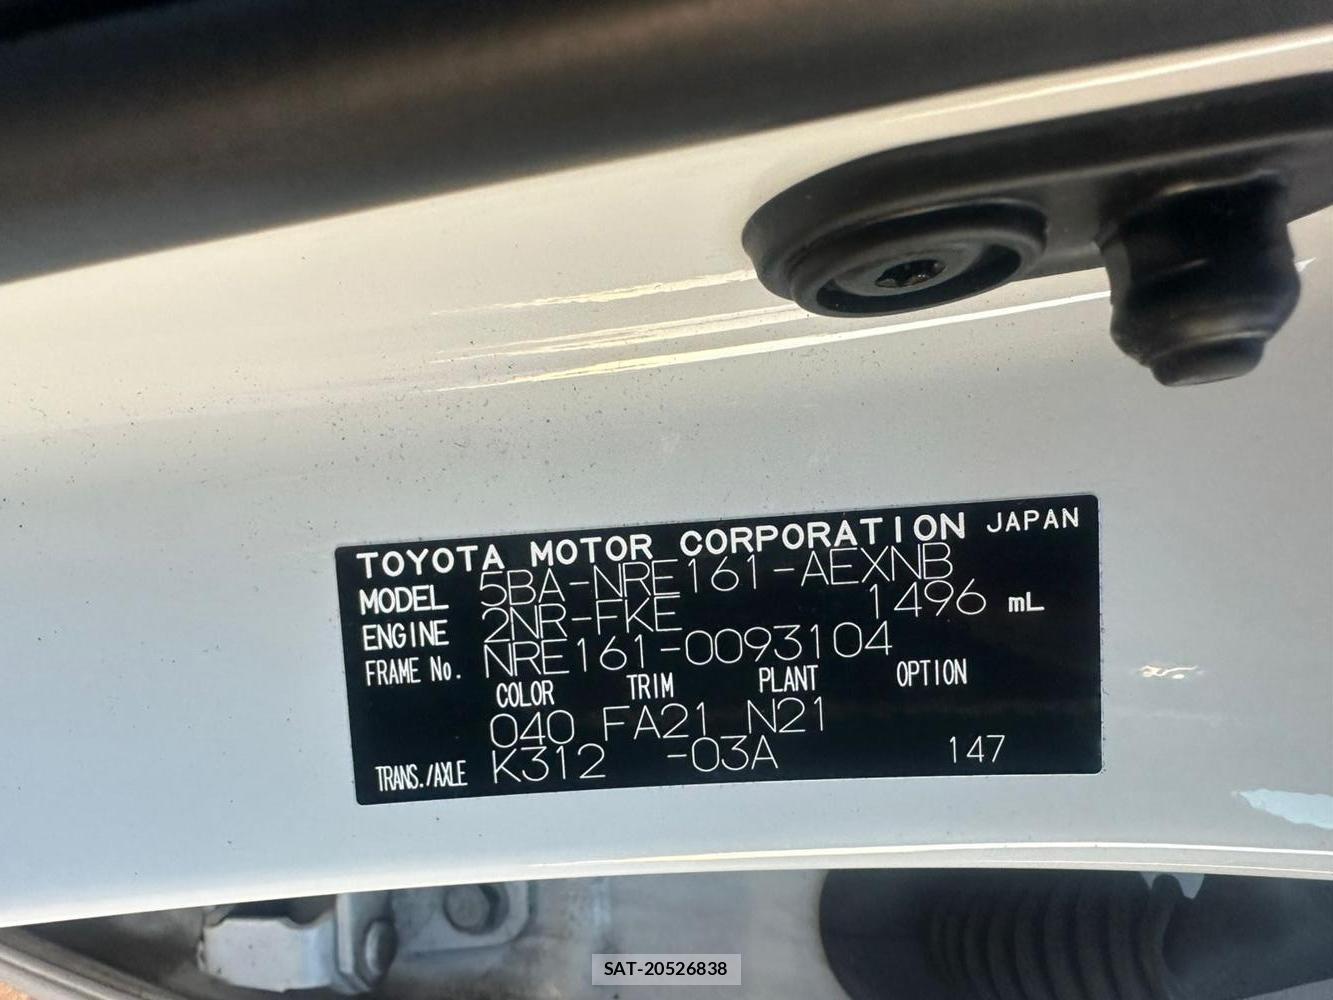 TOYOTA MOTOR CORPORATION JAPAN
MODEL 5BA-NRE161-AEXNB
ENGINE 2NR-FKE 1496 mL
FRAME No. NRE161-0093104
COLOR TRIM PLANT OPTION
040 FA21 N21
TRANS./AXLE K312 -03A 147
SAT-20526838